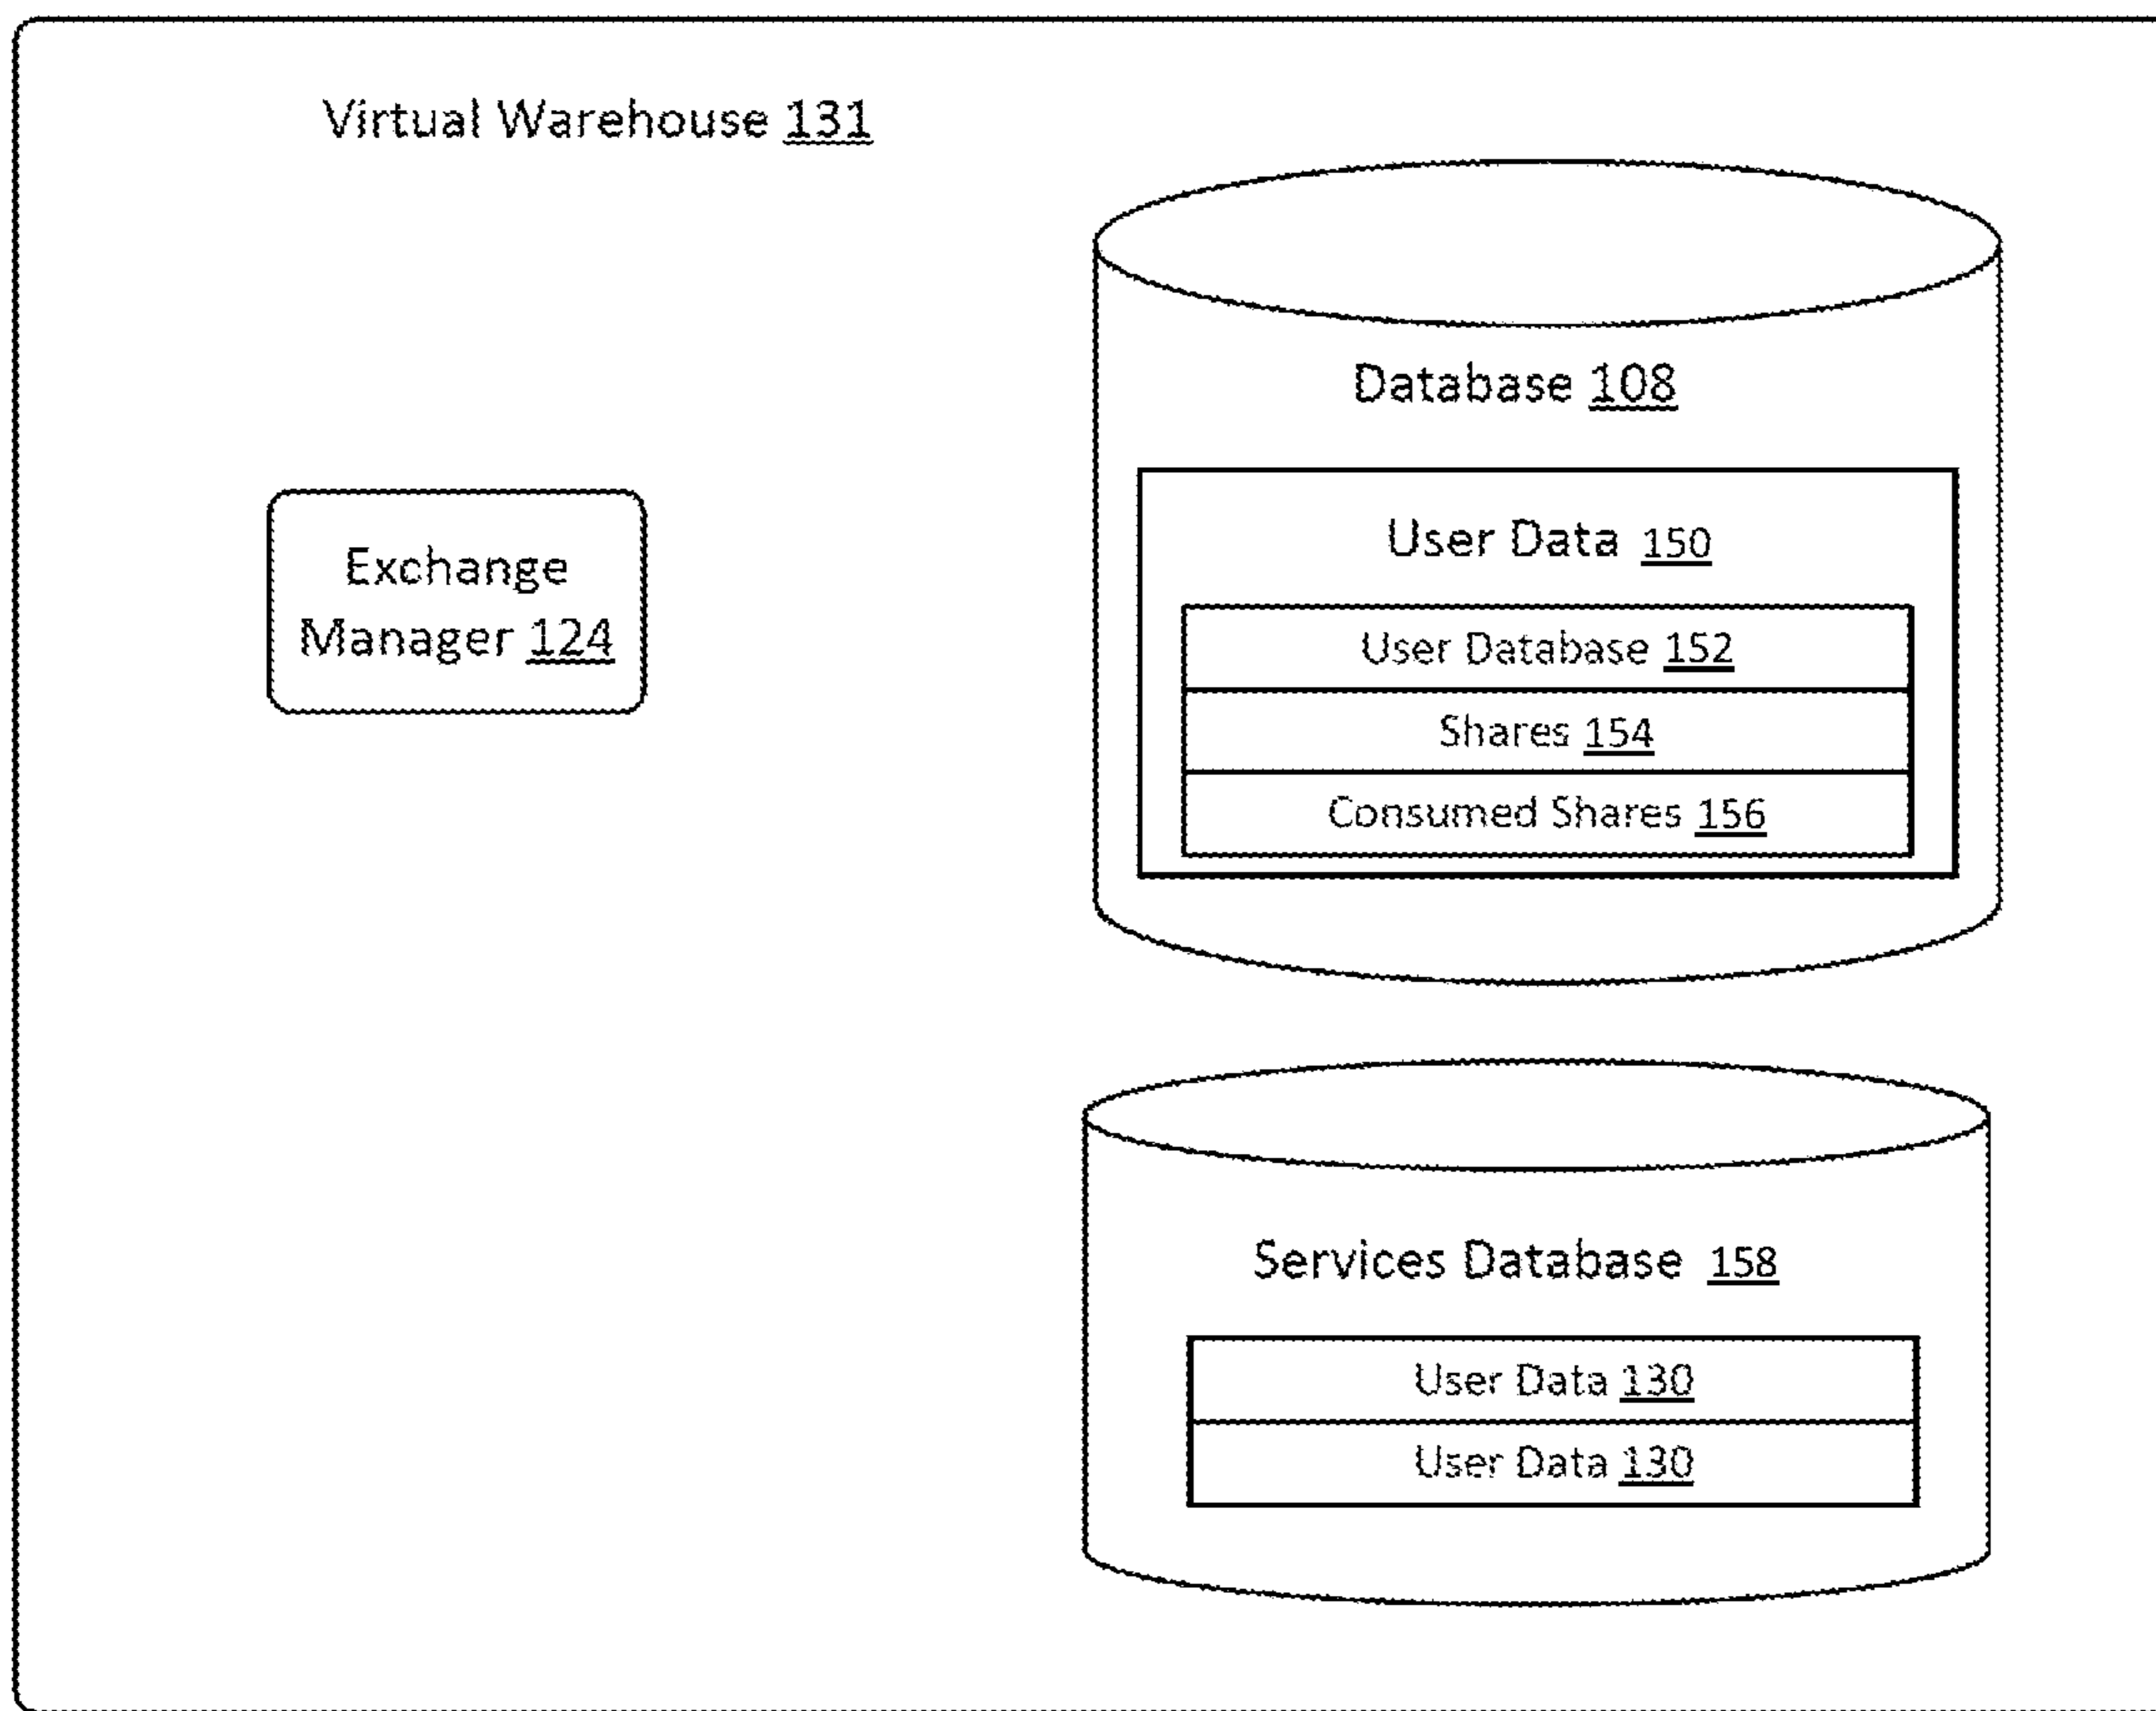 Virtual Warehouse 131
Database 108
Exchange
Manager 124
User Data 150
User Database 152
Shares 154
Consumed Shares 156
Services Database 158
User Data 130
User Data 130